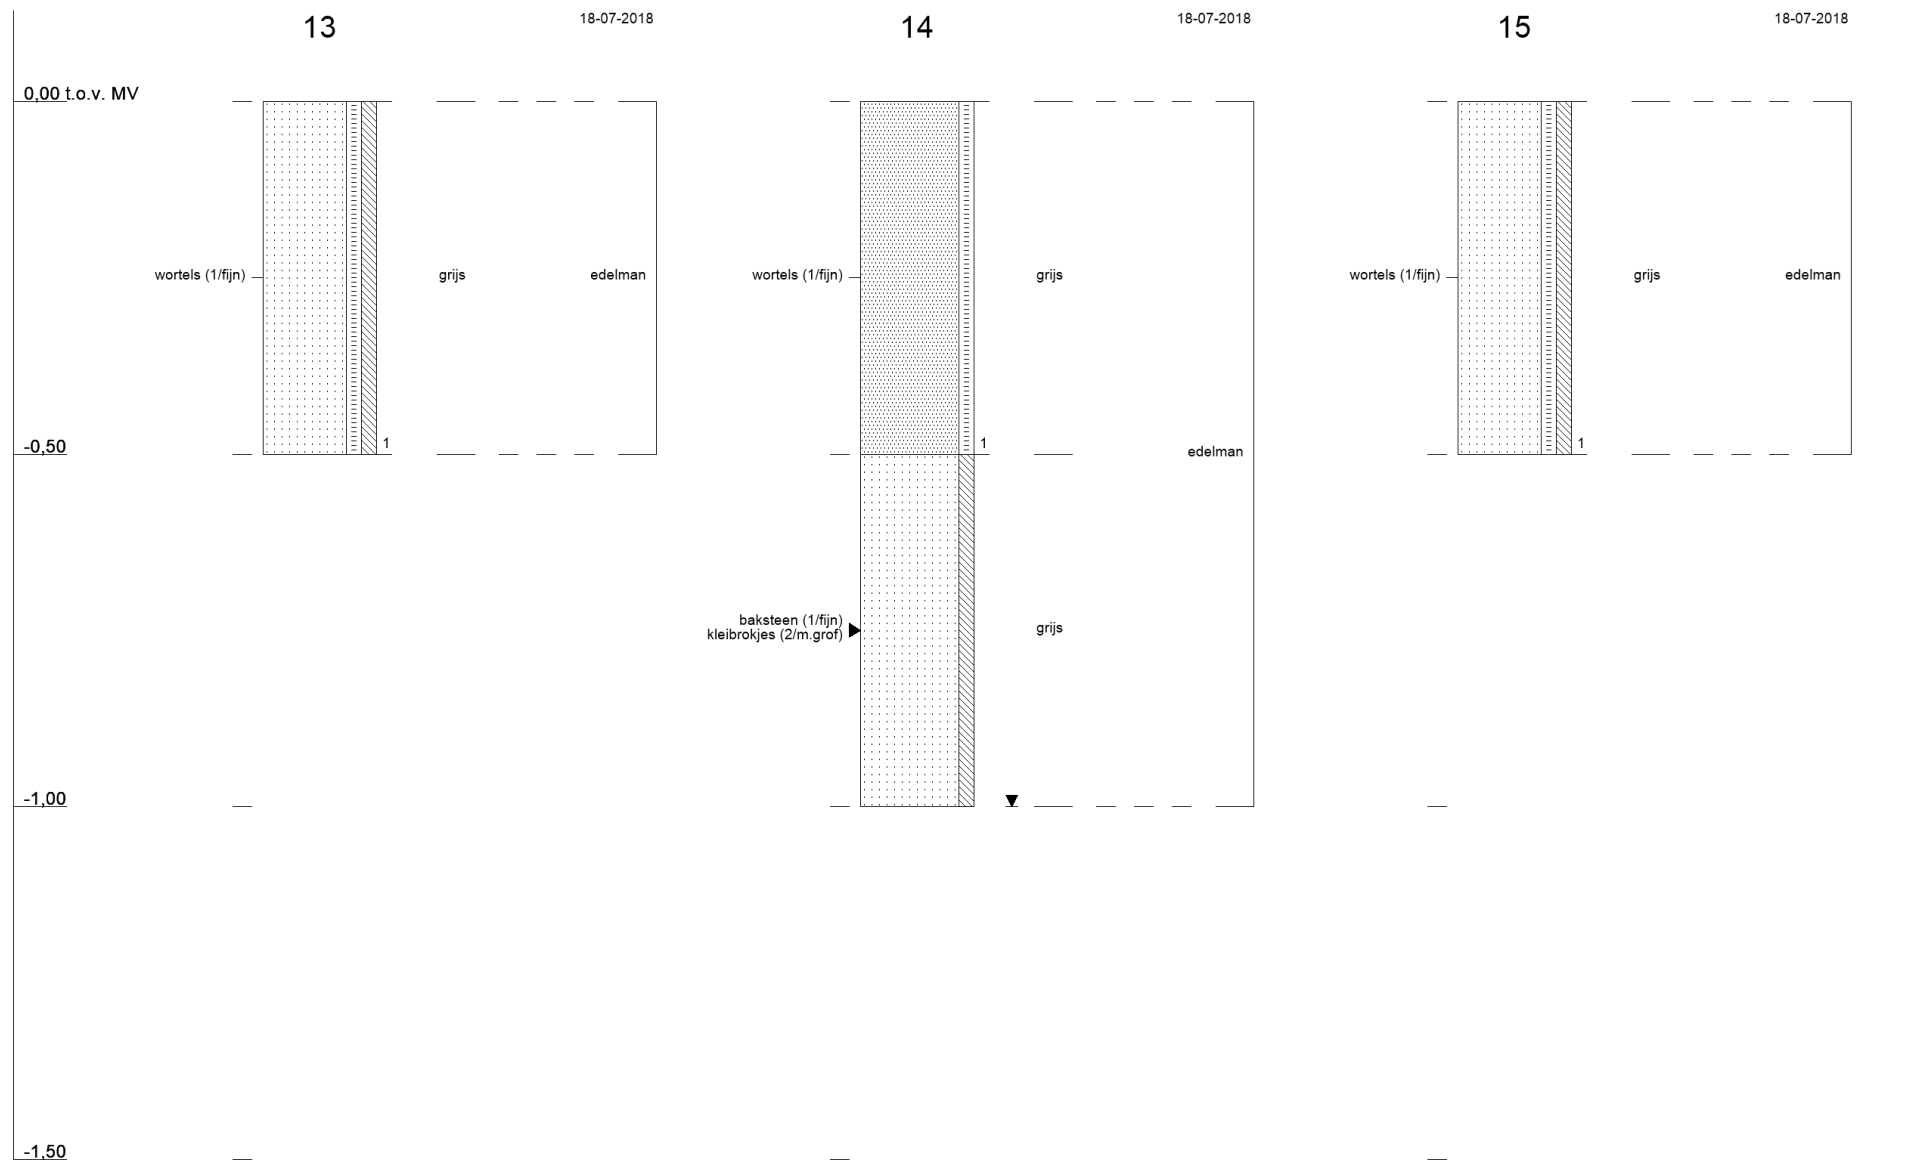 13
18-07-2018
14
18-07-2018
15
18-07-2018
0,00 t.o.v. MV
wortels (1/fijn)
grijs
edelman
wortels (1/fijn)
grijs
wortels (1/fijn)
grijs
edelman
-0,50
1
1
edelman
1
baksteen (1/fijn)
kleibrokjes (2/m.grof)
grijs
-1,00
-1,50